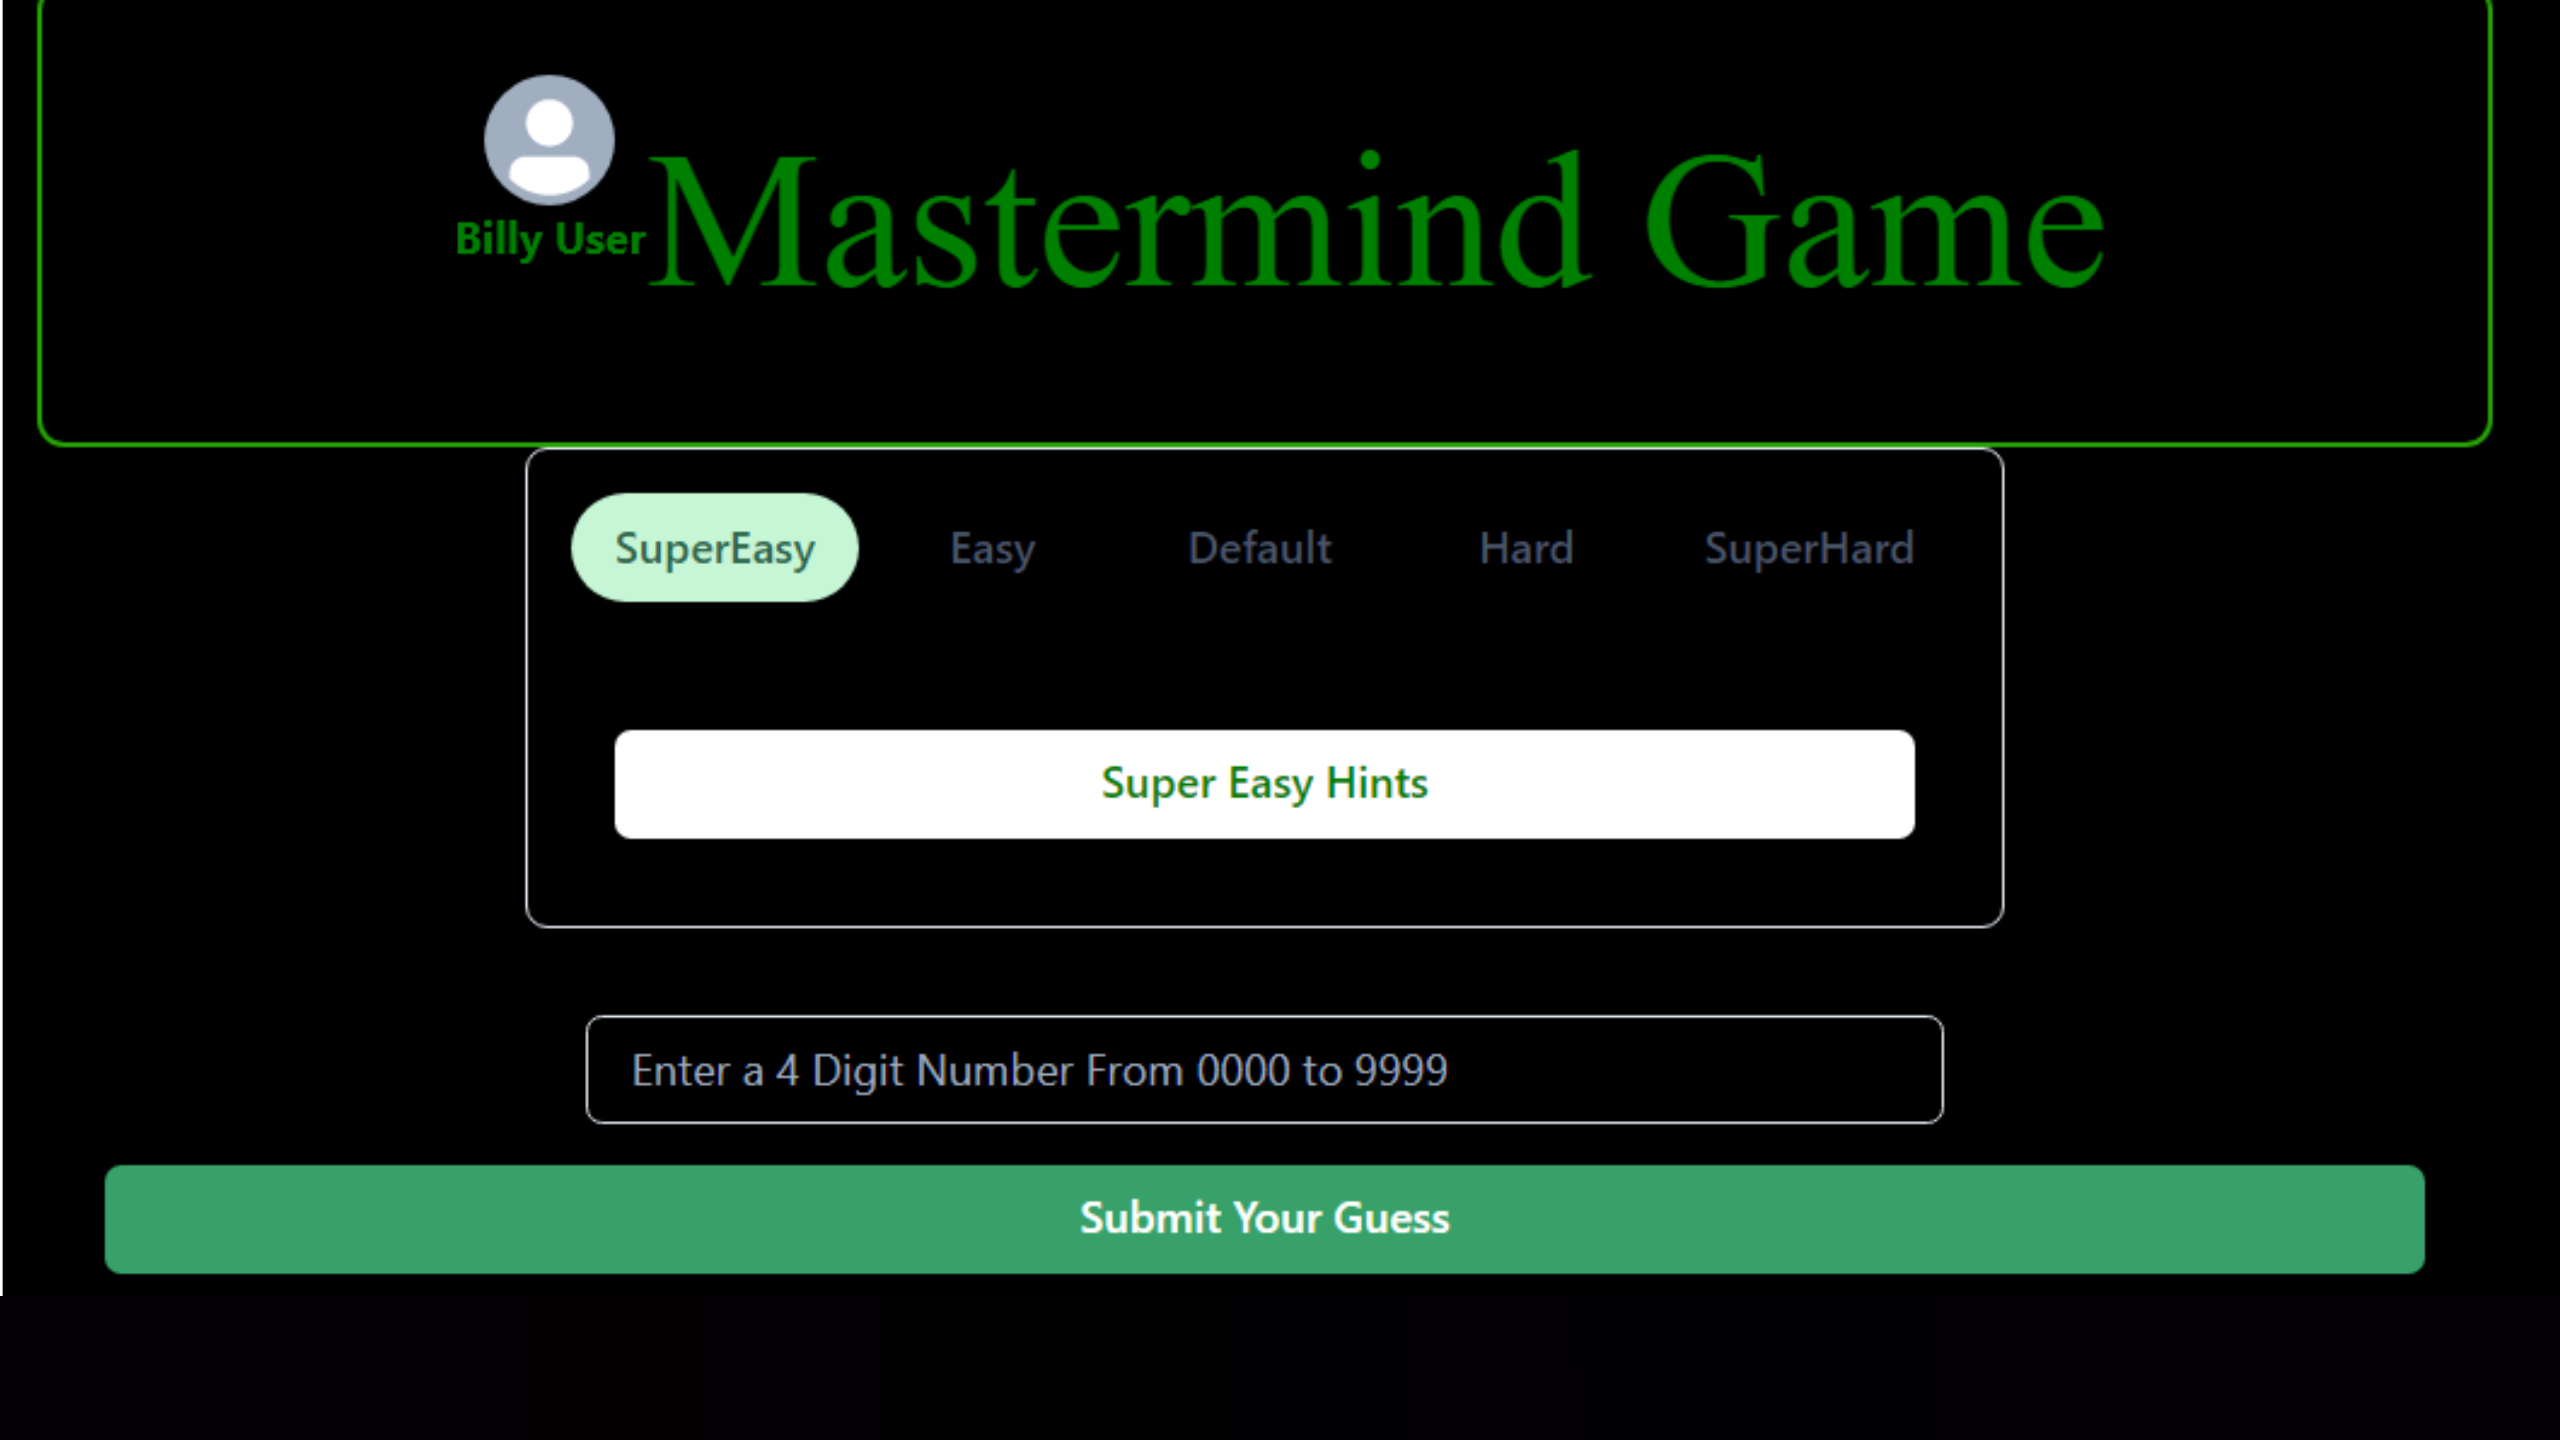 Billy User
Mastermind Game
SuperEasy Easy Default Hard SuperHard
Super Easy Hints
Enter a 4 Digit Number From 0000 to 9999
Submit Your Guess